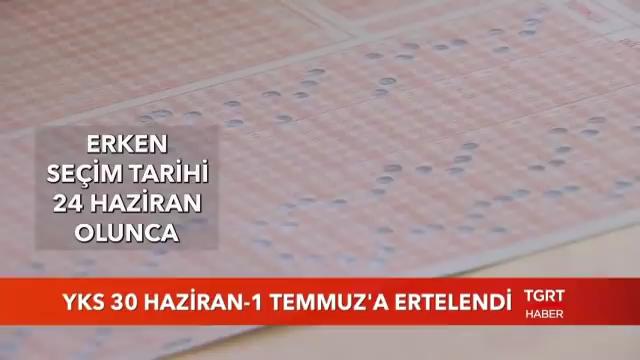 ERKEN
SEÇİM TARİHİ
24 HAZİRAN
OLUNCA
YKS 30 HAZİRAN-1 TEMMUZ'A ERTELENDİ
TGRT
HABER